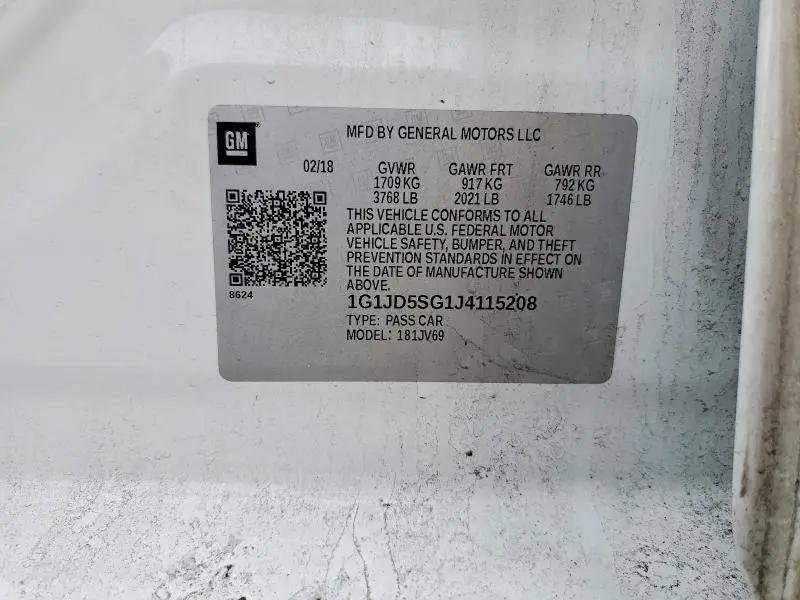 GM
MFD BY GENERAL MOTORS LLC
02/18 GVWR GAWR FRT GAWR RR
1709 KG 917 KG 792 KG
3768 LB 2021 LB 1746 LB
THIS VEHICLE CONFORMS TO ALL
APPLICABLE U.S. FEDERAL MOTOR
VEHICLE SAFETY, BUMPER, AND THEFT
PREVENTION STANDARDS IN EFFECT ON
THE DATE OF MANUFACTURE SHOWN
ABOVE.
8624
1G1JD5SG1J4115208
TYPE: PASS CAR
MODEL: 181JV69